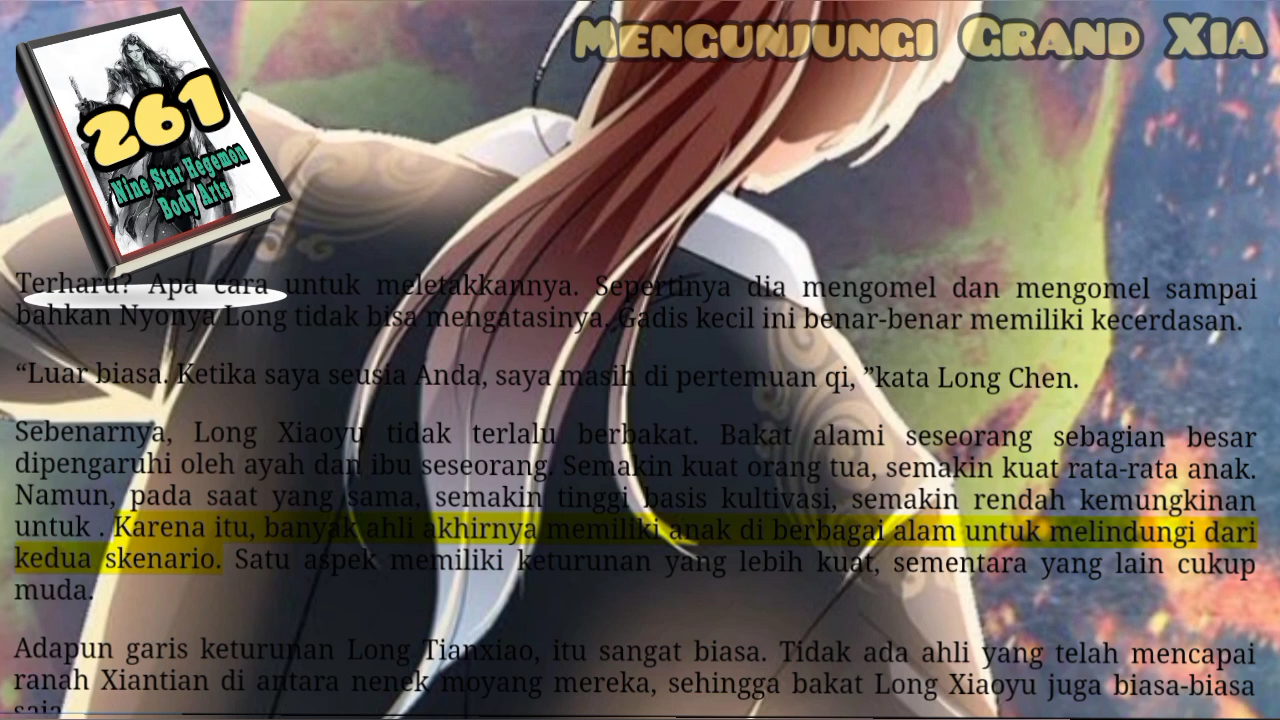 Mengunjungi Grand Xia
261
Nine Star Hegemon
Body Arts
Terharu? Apa cara untuk meletakkannya. Sepertinya dia mengomel dan mengomel sampai
bahkan Nyonya Long tidak bisa mengatasinya. Gadis kecil ini benar-benar memiliki kecerdasan.
“Luar biasa. Ketika saya seusia Anda, saya masih di pertemuan qi, ”kata Long Chen.
Sebenarnya, Long Xiaoyu tidak terlalu berbakat. Bakat alami seseorang sebagian besar
dipengaruhi oleh ayah dan ibu seseorang. Semakin kuat orang tua, semakin kuat rata-rata anak.
Namun, pada saat yang sama, semakin tinggi basis kultivasi, semakin rendah kemungkinan
untuk . Karena itu, banyak ahli akhirnya memiliki anak di berbagai alam untuk melindungi dari
kedua skenario. Satu aspek memiliki keturunan yang lebih kuat, sementara yang lain cukup
muda.
Adapun garis keturunan Long Tianxiao, itu sangat biasa. Tidak ada ahli yang telah mencapai
ranah Xiantian di antara nenek moyang mereka, sehingga bakat Long Xiaoyu juga biasa-biasa
saja